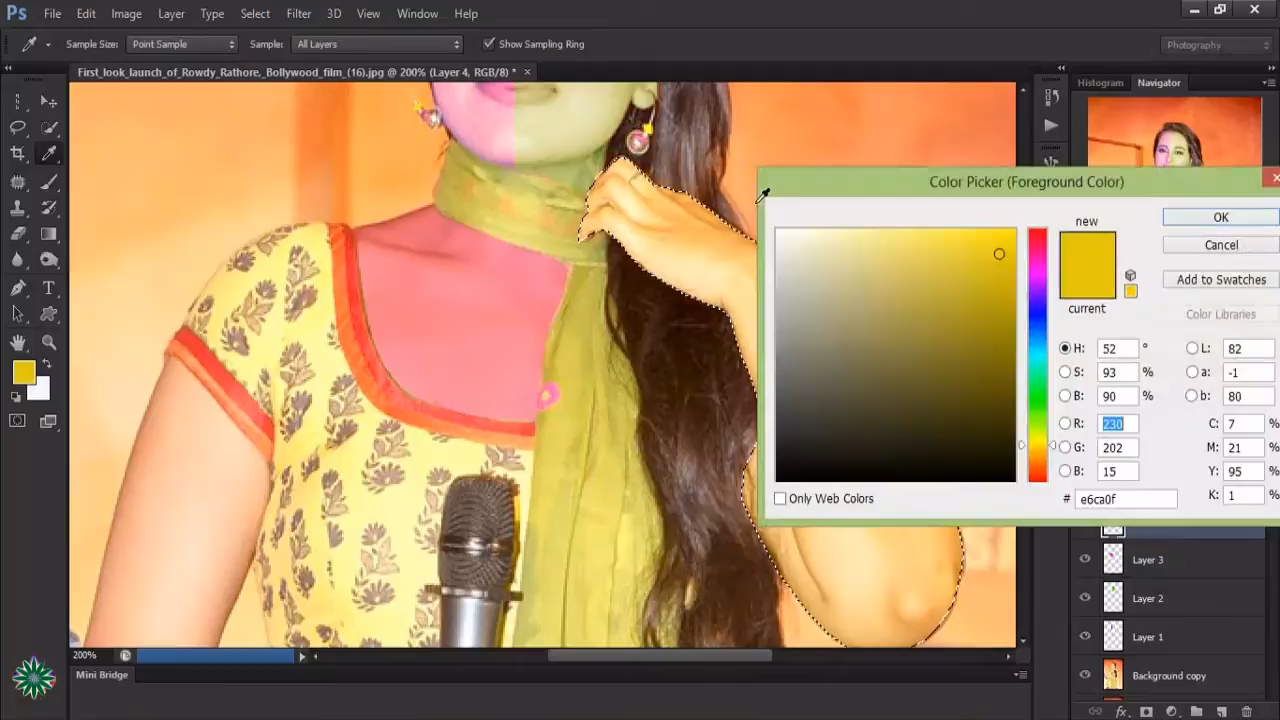 Ps File Edit Image Layer Type Select Filter 3D View Window Help
Sample Size: Point Sample Sample: All Layers Show Sampling Ring Photography
First_look_launch_of_Rowdy_Rathore,_Bollywood_film_(16).jpg @ 200% (Layer 4, RGB/8) * ×
Histogram Navigator
Color Picker (Foreground Color)
new
OK
Cancel
Add to Swatches
current
Color Libraries
H: 52 ° L: 82
S: 93 % a: -1
B: 90 % b: 80
R: 230 C: 7 %
G: 202 M: 21 %
B: 15 Y: 95 %
# e6ca0f K: 1 %
Only Web Colors
Layer 3
Layer 2
Layer 1
Background copy
200%
Mini Bridge
fx